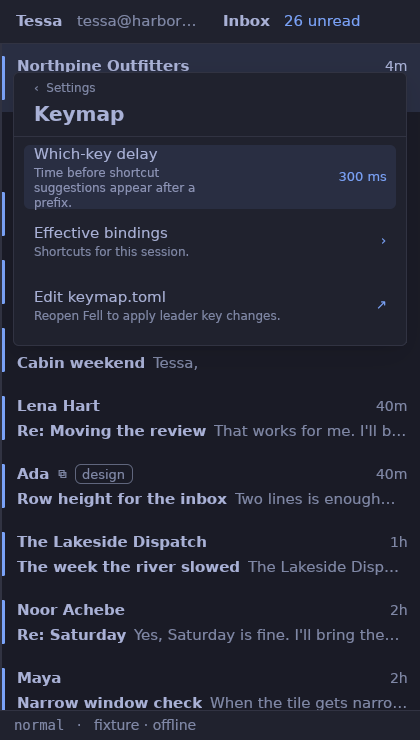 Tessa tessa@harbor… Inbox 26 unread
Northpine Outfitters 4m
‹ Settings
Keymap
Which-key delay
Time before shortcut
suggestions appear after a
prefix.
300 ms
Effective bindings
Shortcuts for this session.
›
Edit keymap.toml
Reopen Fell to apply leader key changes.
↗
Cabin weekend Tessa,
Lena Hart 40m
Re: Moving the review That works for me. I'll b…
Ada design 40m
Row height for the inbox Two lines is enough…
The Lakeside Dispatch 1h
The week the river slowed The Lakeside Disp…
Noor Achebe 2h
Re: Saturday Yes, Saturday is fine. I'll bring the…
Maya 2h
Narrow window check When the tile gets narro…
normal · fixture · offline